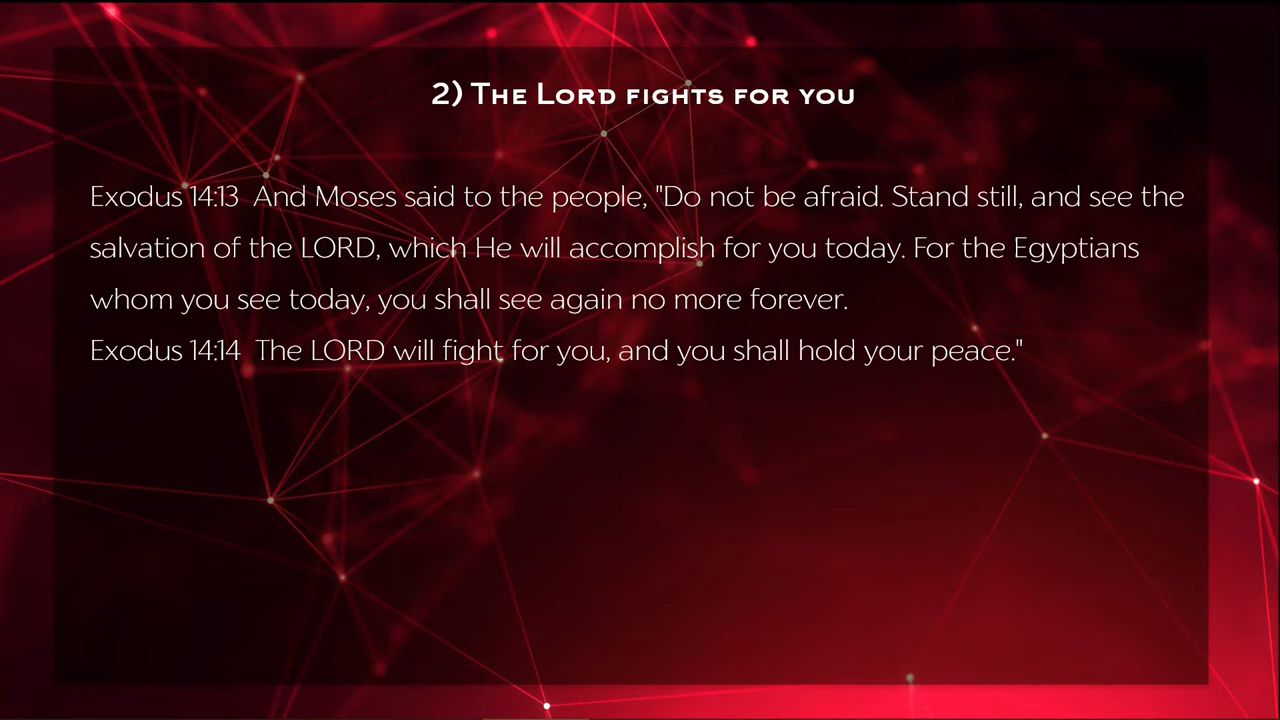 2) The Lord fights for you
Exodus 14:13  And Moses said to the people, "Do not be afraid. Stand still, and see the
salvation of the LORD, which He will accomplish for you today. For the Egyptians
whom you see today, you shall see again no more forever.
Exodus 14:14  The LORD will fight for you, and you shall hold your peace."